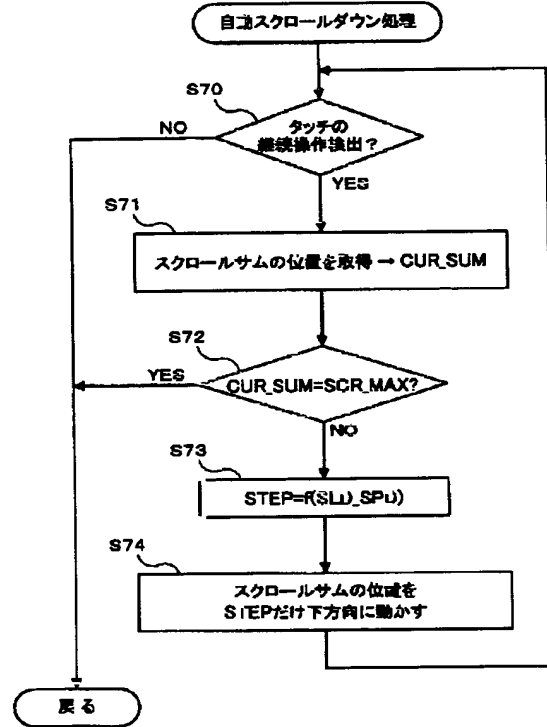 自動スクロールダウン処理
S70
NO
タッチの
継続操作検出？
YES
S71
スクロールサムの位置を取得 → CUR_SUM
S72
YES
CUR_SUM=SCR_MAX?
NO
S73
STEP=f(SLD_SPD)
S74
スクロールサムの位置を
STEPだけ下方向に動かす
戻る